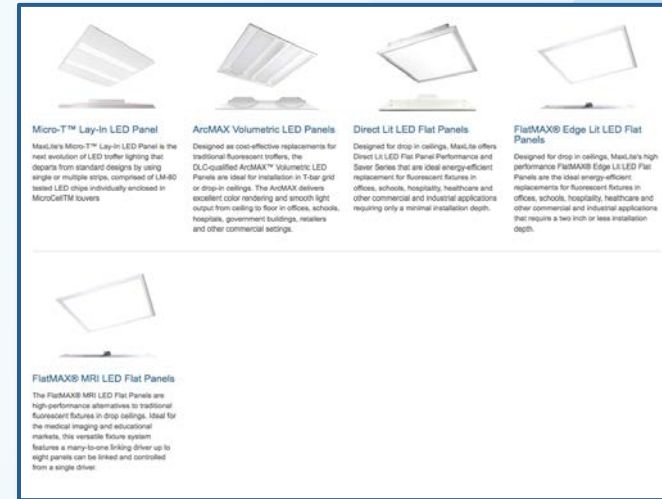 Micro-T™ Lay-In LED Panel
MaxLite's Micro-T™ Lay-In LED Panel is the
next evolution of LED troffer lighting that
departs from standard designs by using
single or multiple strips, comprised of LM-80
tested LED chips individually enclosed in
MicroCellTM louvers
ArcMAX Volumetric LED Panels
Designed as cost-effective replacements for
traditional fluorescent troffers, the
DLC-qualified ArcMAX™ Volumetric LED
Panels are ideal for installation in T-bar grid
or drop-in ceilings. The ArcMAX delivers
excellent color rendering and smooth light
output from ceiling to floor in offices, schools,
hospitals, government buildings, retailers
and other commercial settings.
Direct Lit LED Flat Panels
Designed for drop in ceilings, MaxLite offers
Direct Lit LED Flat Panel Performance and
Saver Series that are ideal energy-efficient
replacement for fluorescent fixtures in
offices, schools, hospitality, healthcare and
other commercial and industrial applications
requiring only a minimal installation depth.
FlatMAX® Edge Lit LED Flat
Panels
Designed for drop in ceilings, MaxLite's high
performance FlatMAX® Edge Lit LED Flat
Panels are the ideal energy-efficient
replacements for fluorescent fixtures in
offices, schools, hospitality, healthcare and
other commercial and industrial applications
that require a two inch or less installation
depth.
FlatMAX® MRI LED Flat Panels
The FlatMAX® MRI LED Flat Panels are
high-performance alternatives to traditional
fluorescent fixtures in drop ceilings. Ideal for
the medical imaging and educational
markets, this versatile fixture system
features a many-to-one linking driver up to
eight panels can be linked and controlled
from a single driver.